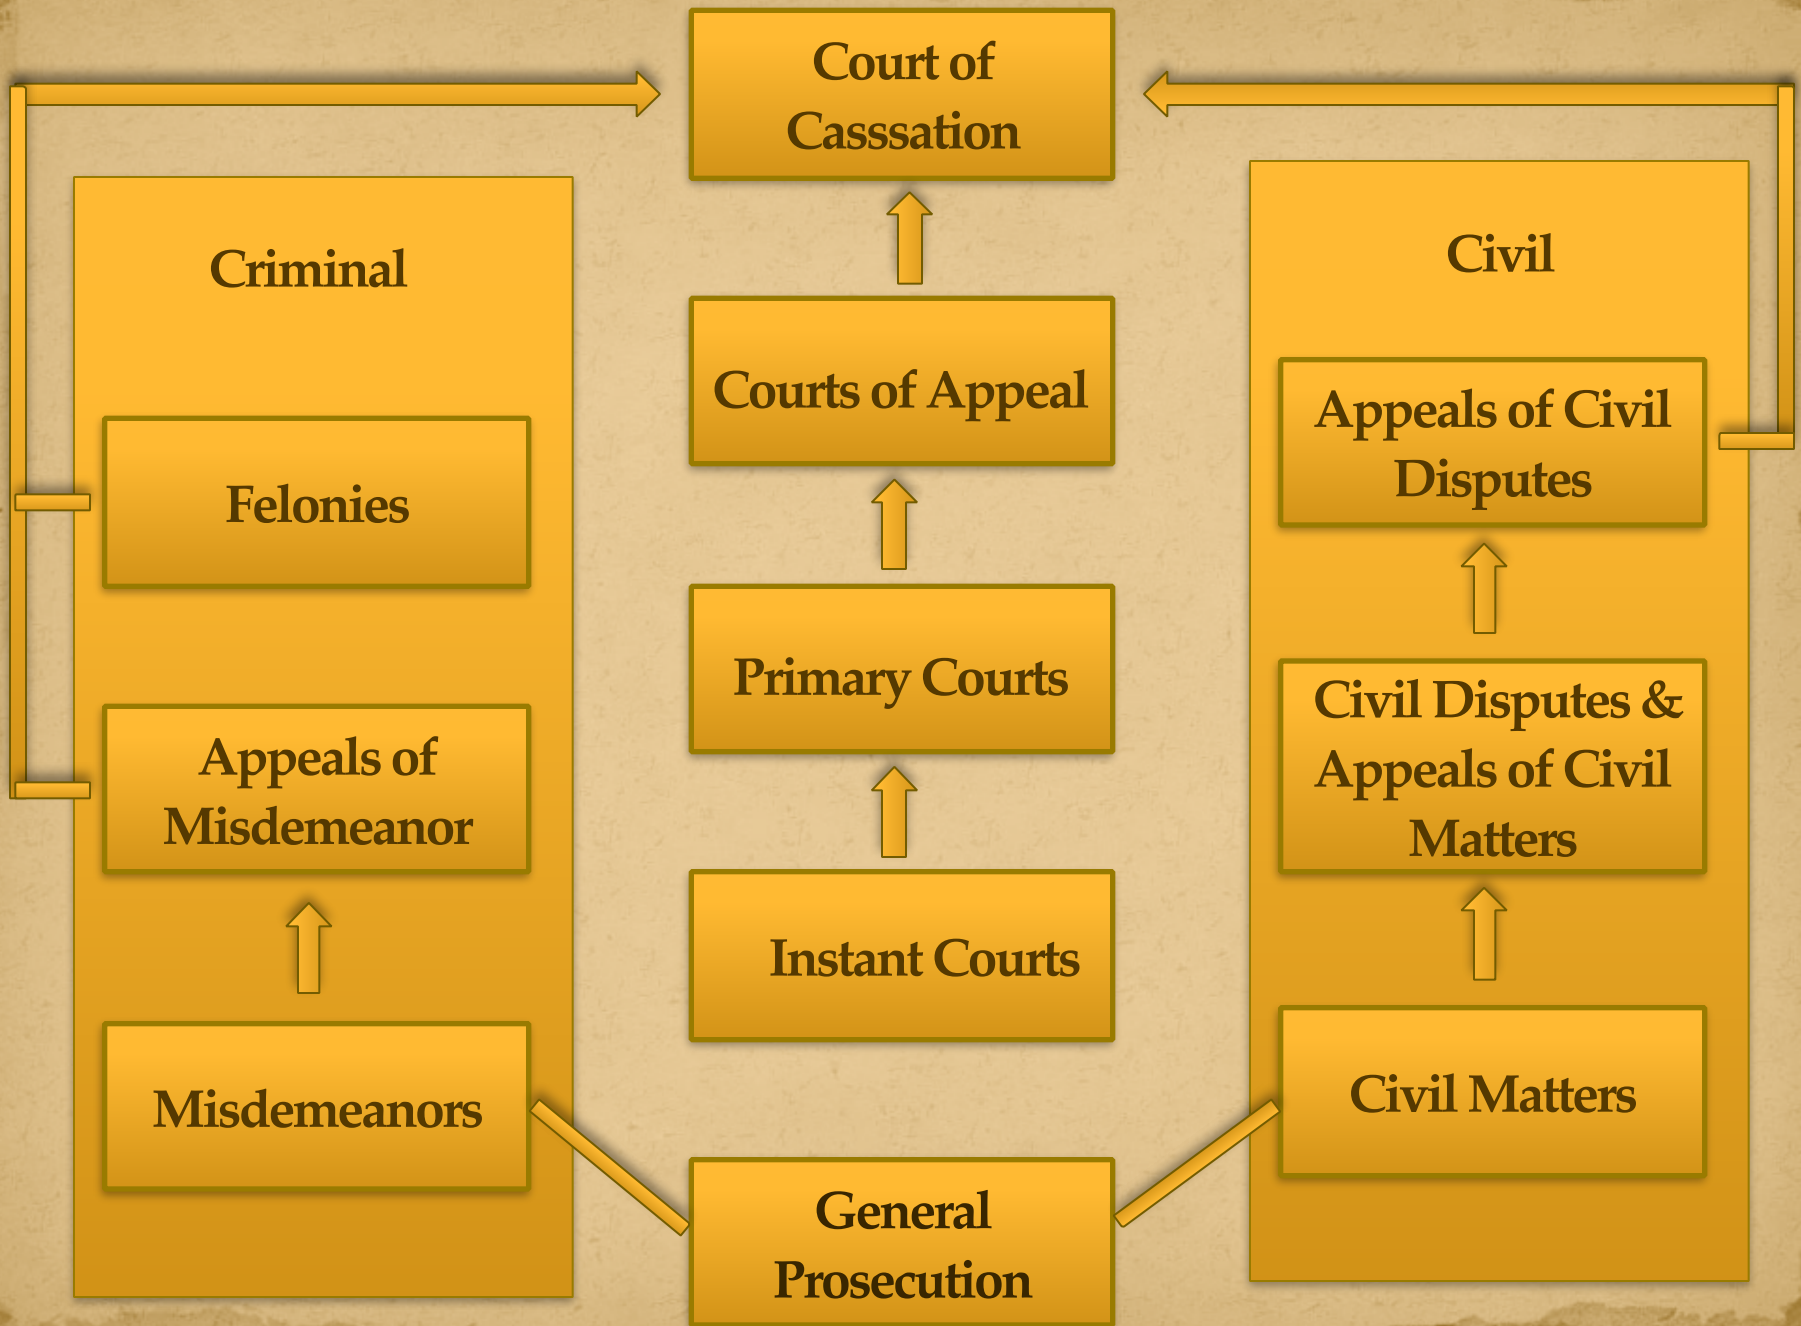 Court of
Casssation
Criminal
Felonies
Appeals of
Misdemeanor
Misdemeanors
Courts of Appeal
Primary Courts
Instant Courts
General
Prosecution
Civil
Appeals of Civil
Disputes
Civil Disputes &
Appeals of Civil
Matters
Civil Matters